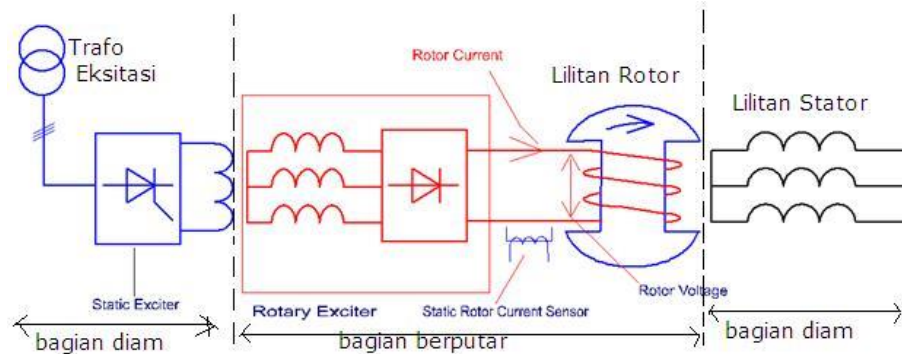 Trafo
Eksitasi
Rotor Current
Lilitan Rotor
Lilitan Stator
Static Exciter
Rotary Exciter
Static Rotor Current Sensor
Rotor Voltage
bagian diam
bagian berputar
bagian diam